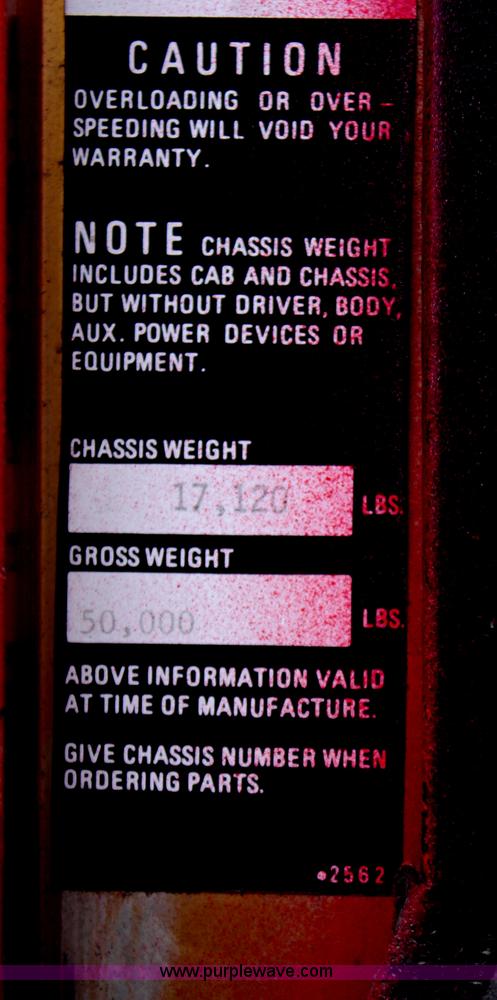 CAUTION
OVERLOADING OR OVER-
SPEEDING WILL VOID YOUR
WARRANTY.
NOTE CHASSIS WEIGHT
INCLUDES CAB AND CHASSIS,
BUT WITHOUT DRIVER, BODY,
AUX. POWER DEVICES OR
EQUIPMENT.
CHASSIS WEIGHT
17,120 LBS.
GROSS WEIGHT
50,000 LBS.
ABOVE INFORMATION VALID
AT TIME OF MANUFACTURE.
GIVE CHASSIS NUMBER WHEN
ORDERING PARTS.
2562
www.purplewave.com